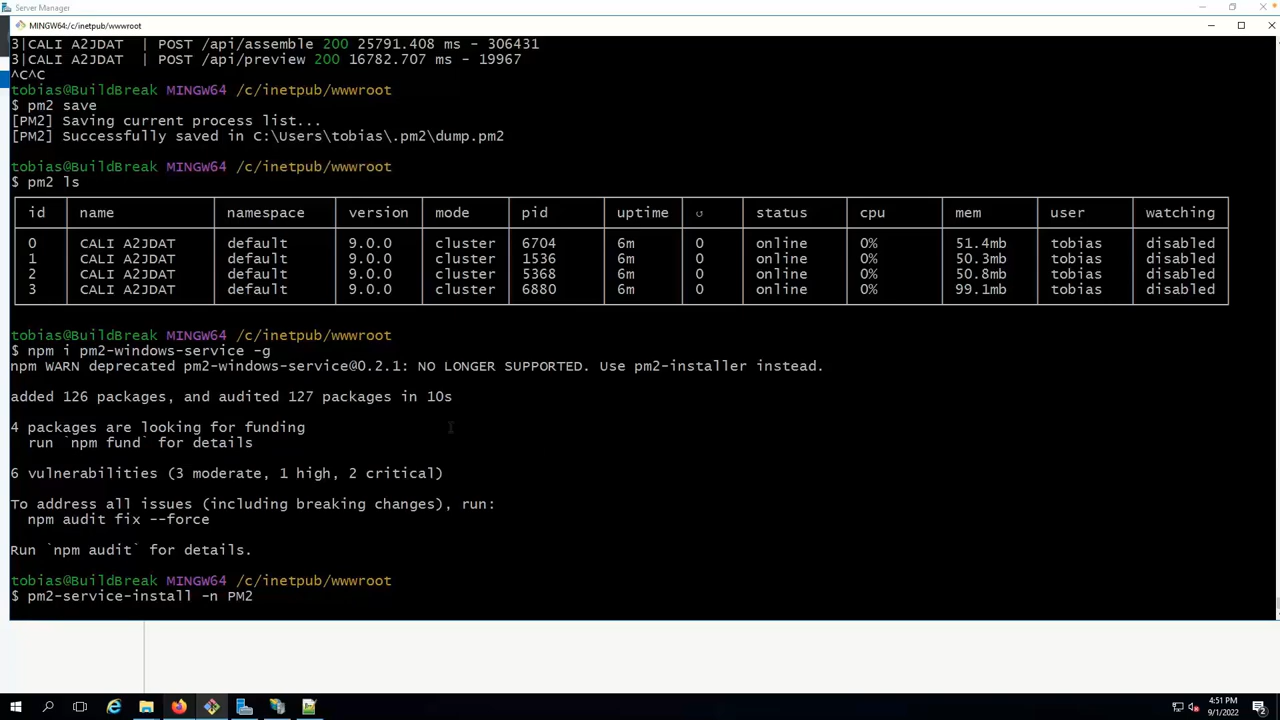 Server Manager
MINGW64:/c/inetpub/wwwroot
3|CALI A2JDAT  | POST /api/assemble 200 25791.408 ms - 306431
3|CALI A2JDAT  | POST /api/preview 200 16782.707 ms - 19967
^C^C
tobias@BuildBreak MINGW64 /c/inetpub/wwwroot
$ pm2 save
[PM2] Saving current process list...
[PM2] Successfully saved in C:\Users\tobias\.pm2\dump.pm2
tobias@BuildBreak MINGW64 /c/inetpub/wwwroot
$ pm2 ls
id name namespace version mode pid uptime ↺ status cpu mem user watching
0 CALI A2JDAT default 9.0.0 cluster 6704 6m 0 online 0% 51.4mb tobias disabled
1 CALI A2JDAT default 9.0.0 cluster 1536 6m 0 online 0% 50.3mb tobias disabled
2 CALI A2JDAT default 9.0.0 cluster 5368 6m 0 online 0% 50.8mb tobias disabled
3 CALI A2JDAT default 9.0.0 cluster 6880 6m 0 online 0% 99.1mb tobias disabled
tobias@BuildBreak MINGW64 /c/inetpub/wwwroot
$ npm i pm2-windows-service -g
npm WARN deprecated pm2-windows-service@0.2.1: NO LONGER SUPPORTED. Use pm2-installer instead.
added 126 packages, and audited 127 packages in 10s
4 packages are looking for funding
run `npm fund` for details
6 vulnerabilities (3 moderate, 1 high, 2 critical)
To address all issues (including breaking changes), run:
npm audit fix --force
Run `npm audit` for details.
tobias@BuildBreak MINGW64 /c/inetpub/wwwroot
$ pm2-service-install -n PM2
4:51 PM
9/1/2022
2